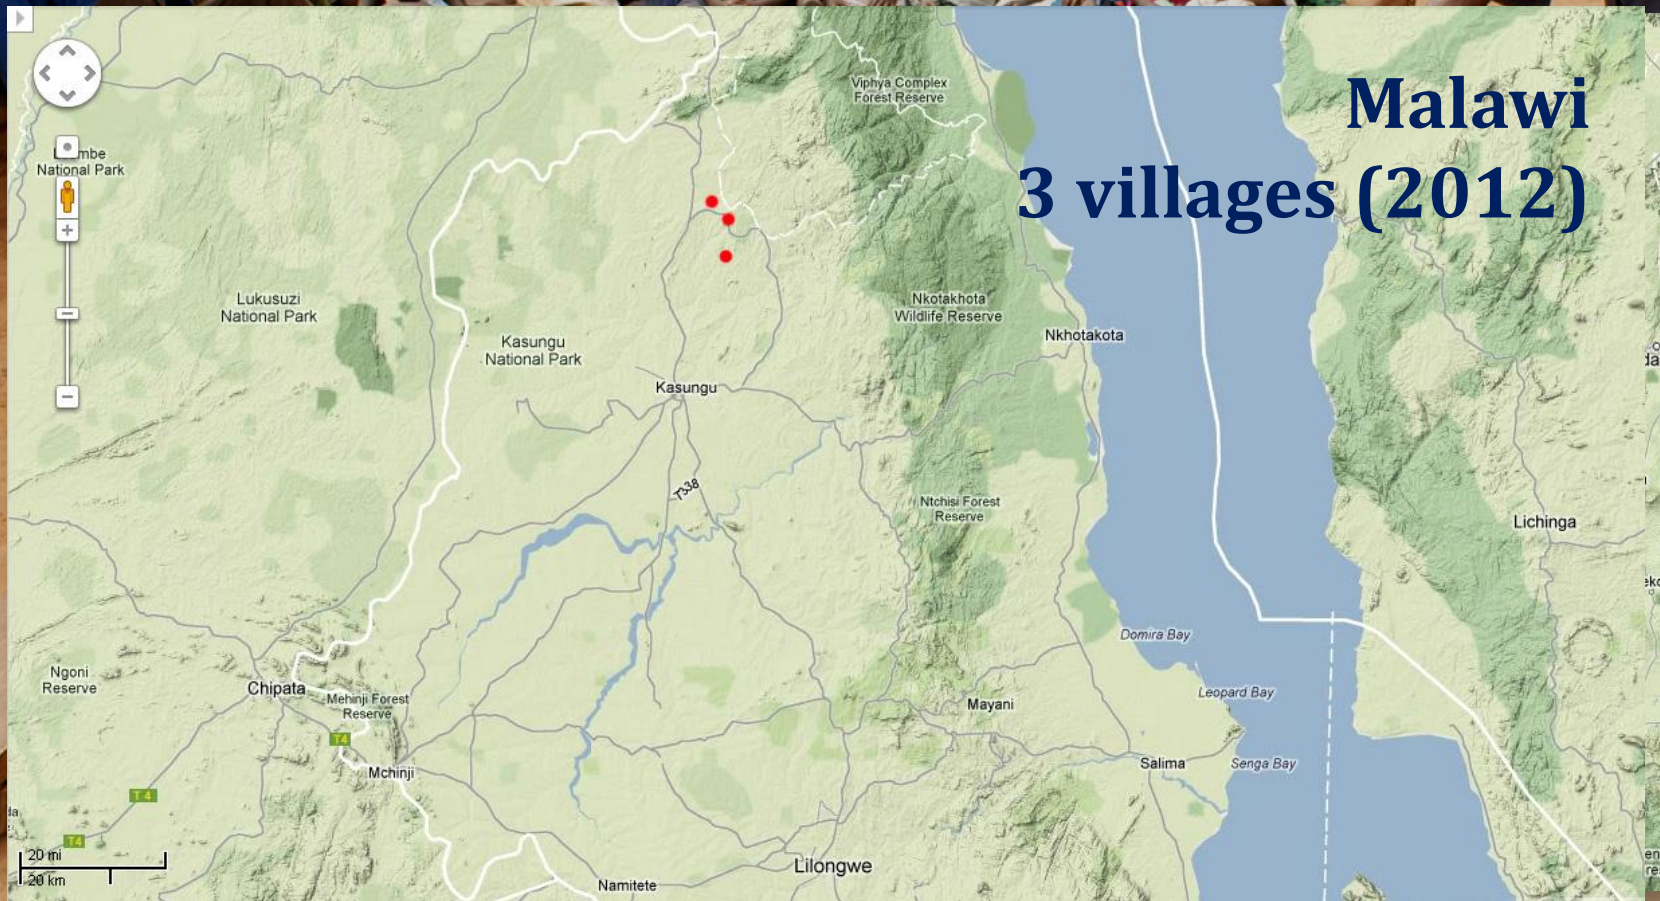 Malawi
3 villages (2012)
Viphya Complex
Forest Reserve
National Park
Lukusuzi
National Park
Kasungu
National Park
Nkotakhota
Wildlife Reserve
Nkhotakota
Kasungu
T338
Ntchisi Forest
Reserve
Lichinga
Domira Bay
Ngoni
Reserve
Chipata
Mehinji Forest
Reserve
Leopard Bay
Mayani
T4
Mchinji
Salima
Senga Bay
T 4
T4
20 mi
20 km
Lilongwe
Namitete